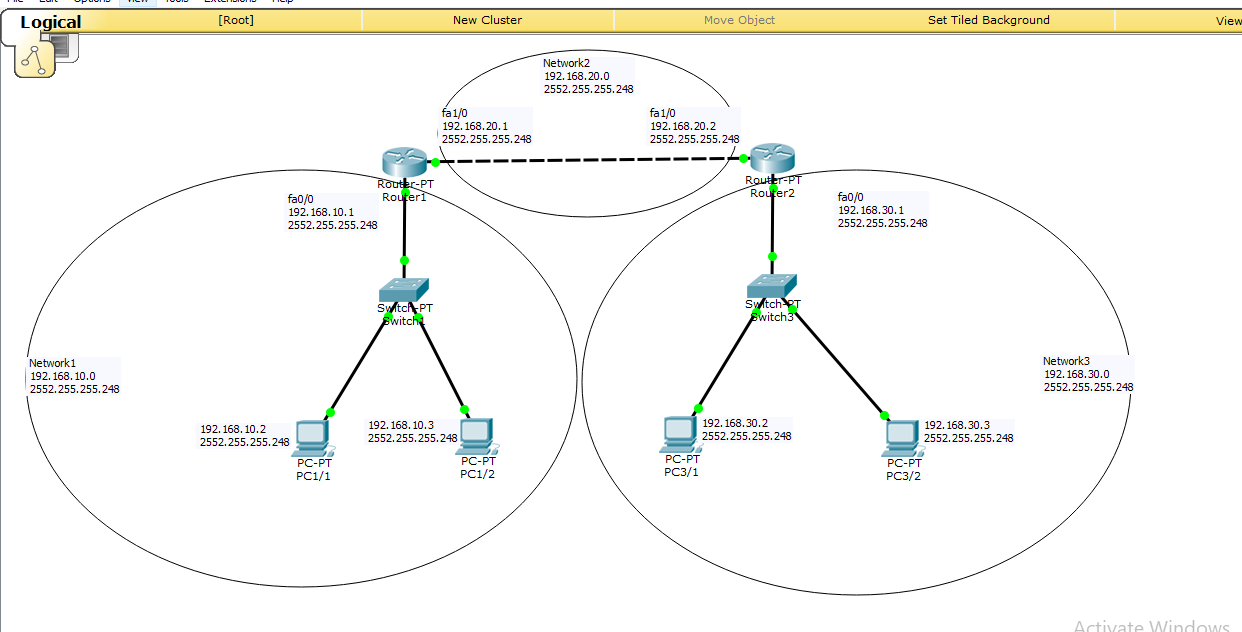 Logical
[Root]
New Cluster
Move Object
Set Tiled Background
View
Network2
192.168.20.0
2552.255.255.248
fa1/0
192.168.20.1
2552.255.255.248
fa1/0
192.168.20.2
2552.255.255.248
Router-PT
Router1
Router-PT
Router2
fa0/0
192.168.10.1
2552.255.255.248
fa0/0
192.168.30.1
2552.255.255.248
Switch-PT
Switch1
Switch-PT
Switch3
Network1
192.168.10.0
2552.255.255.248
Network3
192.168.30.0
2552.255.255.248
192.168.10.2
2552.255.255.248
PC-PT
PC1/1
192.168.10.3
2552.255.255.248
PC-PT
PC1/2
192.168.30.2
2552.255.255.248
PC-PT
PC3/1
192.168.30.3
2552.255.255.248
PC-PT
PC3/2
Activate Windows